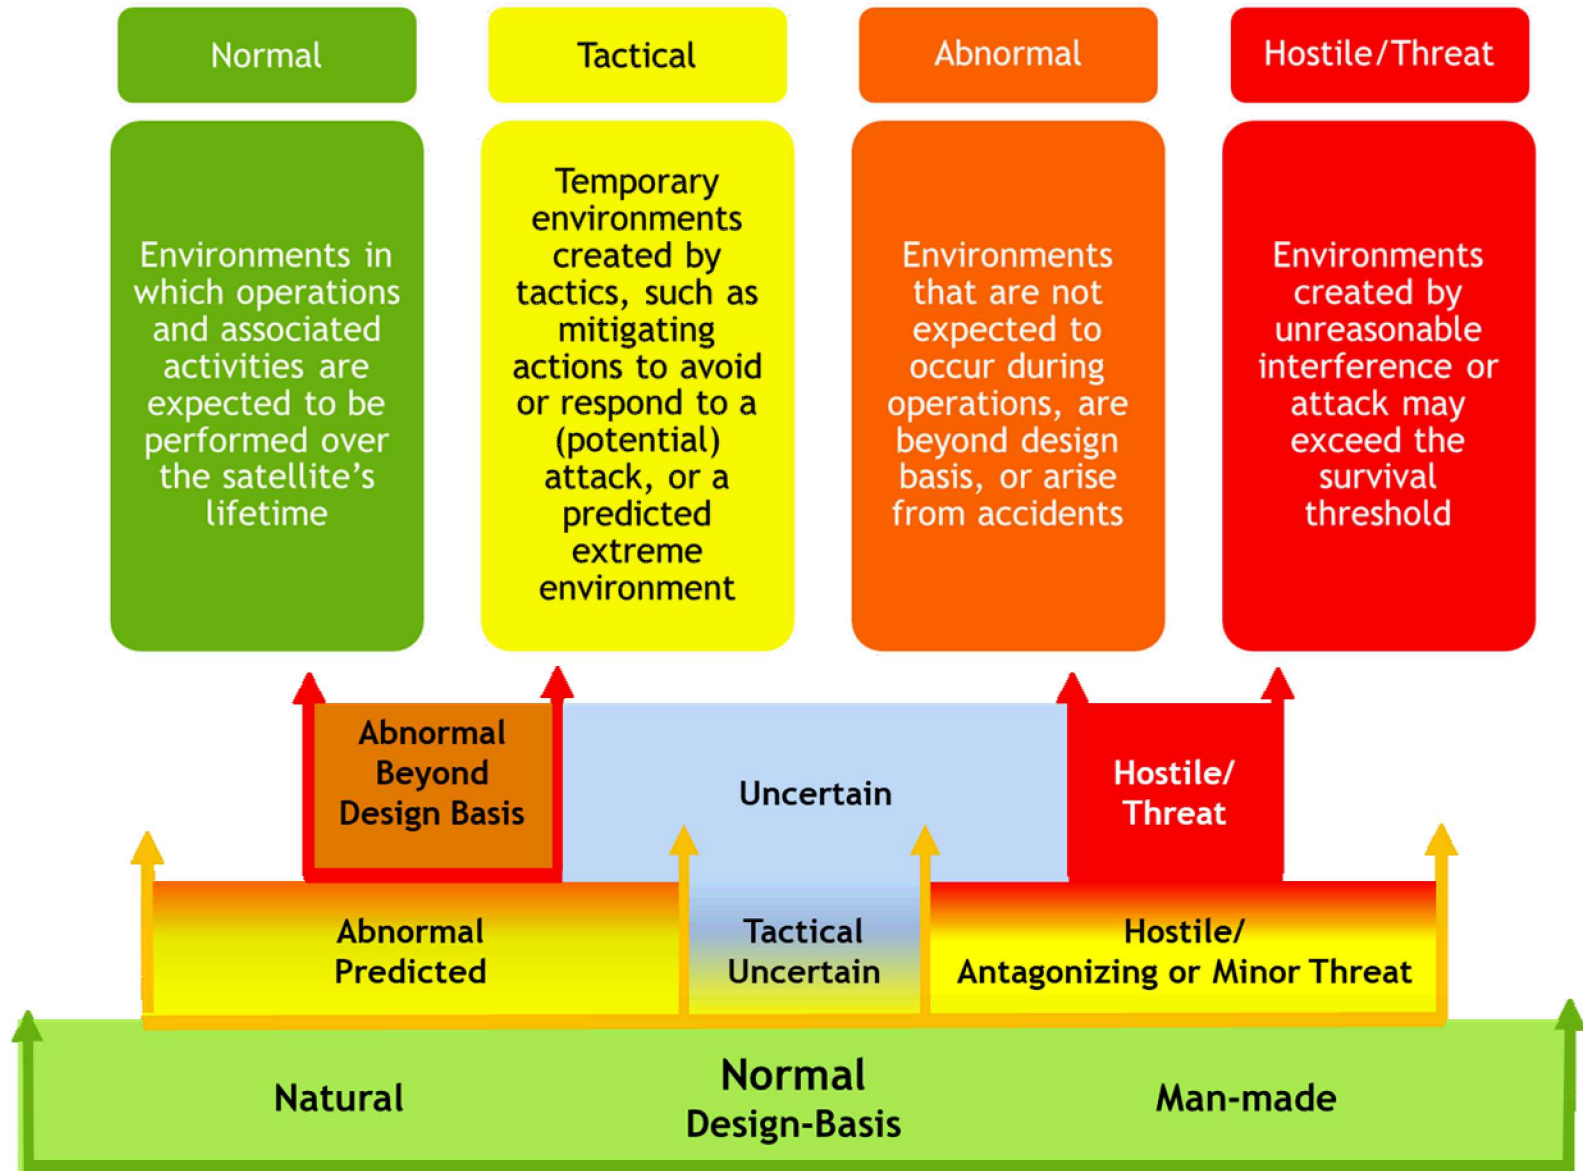 Normal
Tactical
Abnormal
Hostile/Threat
Environments in
which operations
and associated
activities are
expected to be
performed over
the satellite’s
lifetime
Temporary
environments
created by
tactics, such as
mitigating
actions to avoid
or respond to a
(potential)
attack, or a
predicted
extreme
environment
Environments
that are not
expected to
occur during
operations, are
beyond design
basis, or arise
from accidents
Environments
created by
unreasonable
interference or
attack may
exceed the
survival
threshold
Abnormal
Beyond
Design Basis
Uncertain
Hostile/
Threat
Abnormal
Predicted
Tactical
Uncertain
Hostile/
Antagonizing or Minor Threat
Natural
Normal
Design-Basis
Man-made